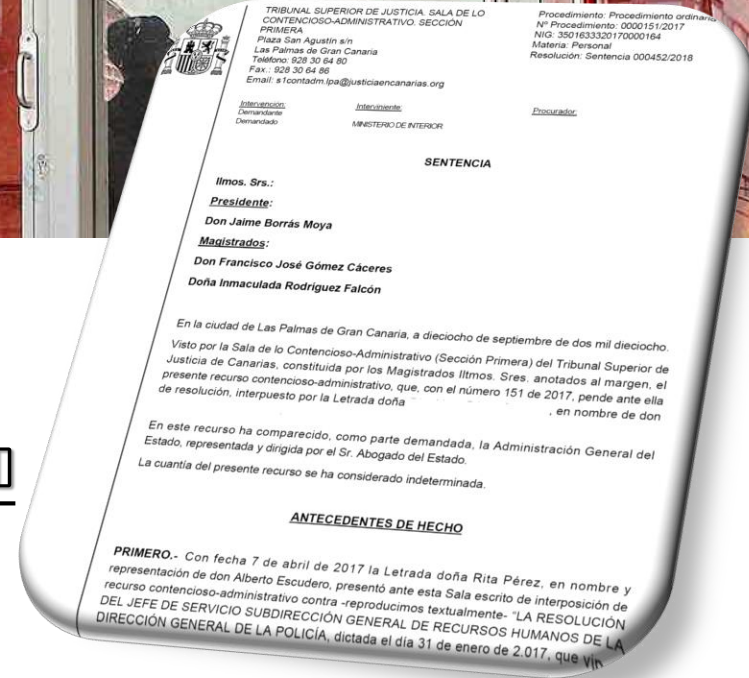 TRIBUNAL SUPERIOR DE JUSTICIA. SALA DE LO
CONTENCIOSO-ADMINISTRATIVO. SECCIÓN
PRIMERA
Plaza San Agustín s/n
Las Palmas de Gran Canaria
Teléfono: 928 30 64 80
Fax.: 928 30 64 86
Email: s1contadm.lpa@justiciaencanarias.org
Procedimiento: Procedimiento ordinario
Nº Procedimiento: 0000151/2017
NIG: 3501633320170000164
Materia: Personal
Resolución: Sentencia 000452/2018
Intervención: Interviniente: Procurador:
Demandante
Demandado MINISTERIO DE INTERIOR
SENTENCIA
Ilmos. Srs.:
Presidente:
Don Jaime Borrás Moya
Magistrados:
Don Francisco José Gómez Cáceres
Doña Inmaculada Rodríguez Falcón
En la ciudad de Las Palmas de Gran Canaria, a dieciocho de septiembre de dos mil dieciocho.
Visto por la Sala de lo Contencioso-Administrativo (Sección Primera) del Tribunal Superior de
Justicia de Canarias, constituida por los Magistrados Iltmos. Sres. anotados al margen, el
presente recurso contencioso-administrativo, que, con el número 151 de 2017, pende ante ella
de resolución, interpuesto por la Letrada doña , en nombre de don
En este recurso ha comparecido, como parte demandada, la Administración General del
Estado, representada y dirigida por el Sr. Abogado del Estado.
La cuantía del presente recurso se ha considerado indeterminada.
ANTECEDENTES DE HECHO
PRIMERO.- Con fecha 7 de abril de 2017 la Letrada doña Rita Pérez, en nombre y
representación de don Alberto Escudero, presentó ante esta Sala escrito de interposición de
recurso contencioso-administrativo contra -reproducimos textualmente- "LA RESOLUCIÓN
DEL JEFE DE SERVICIO SUBDIRECCIÓN GENERAL DE RECURSOS HUMANOS DE LA
DIRECCIÓN GENERAL DE LA POLICÍA, dictada el día 31 de enero de 2.017, que